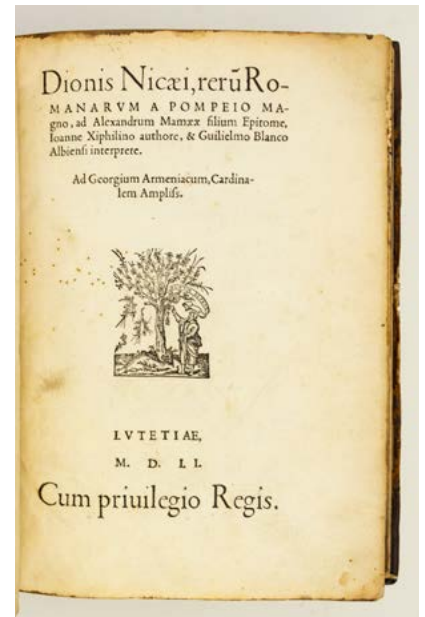 Dionis Nicæi, rerũ Ro-
MANARVM A POMPEIO MA-
gno, ad Alexandrum Mamææ filium Epitome,
Ioanne Xiphilino authore, & Guilielmo Blanco
Albiensi interprete.
Ad Georgium Armeniacum, Cardina-
lem Ampliss.
LVTETIAE,
M. D. LI.
Cum priuilegio Regis.